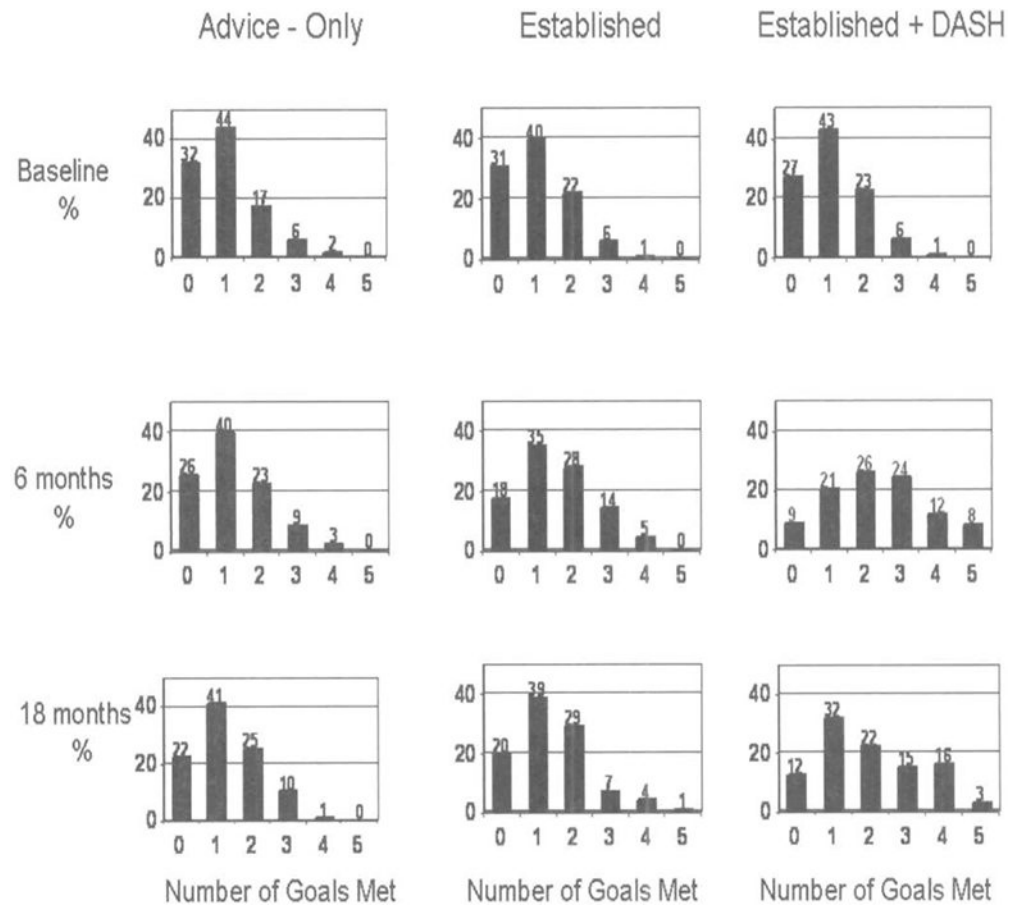 Advice - Only Established Established + DASH
Baseline
%
40
20
0
32 44 17 6 2 0
0 1 2 3 4 5
40
20
0
31 40 22 6 1 0
0 1 2 3 4 5
40
20
0
27 43 23 6 1 0
0 1 2 3 4 5
6 months
%
40
20
0
26 40 23 9 3 0
0 1 2 3 4 5
40
20
0
18 35 28 14 5 0
0 1 2 3 4 5
40
20
0
9 21 26 24 12 8
0 1 2 3 4 5
18 months
%
40
20
0
22 41 25 10 1 0
0 1 2 3 4 5
40
20
0
20 39 29 7 4 1
0 1 2 3 4 5
40
20
0
12 32 22 15 16 3
0 1 2 3 4 5
Number of Goals Met Number of Goals Met Number of Goals Met